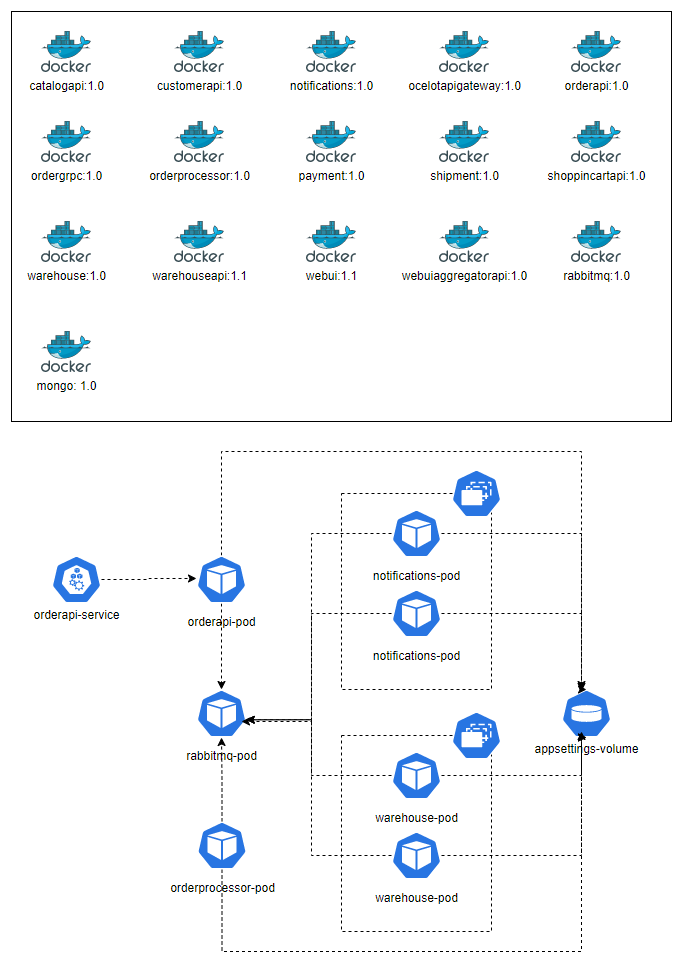 docker docker docker docker docker
catalogapi:1.0 customerapi:1.0 notifications:1.0 ocelotapigateway:1.0 orderapi:1.0
docker docker docker docker docker
ordergrpc:1.0 orderprocessor:1.0 payment:1.0 shipment:1.0 shoppincartapi:1.0
docker docker docker docker docker
warehouse:1.0 warehouseapi:1.1 webui:1.1 webuiaggregatorapi:1.0 rabbitmq:1.0
docker
mongo: 1.0
notifications-pod
orderapi-service
orderapi-pod
notifications-pod
rabbitmq-pod
appsettings-volume
warehouse-pod
orderprocessor-pod
warehouse-pod